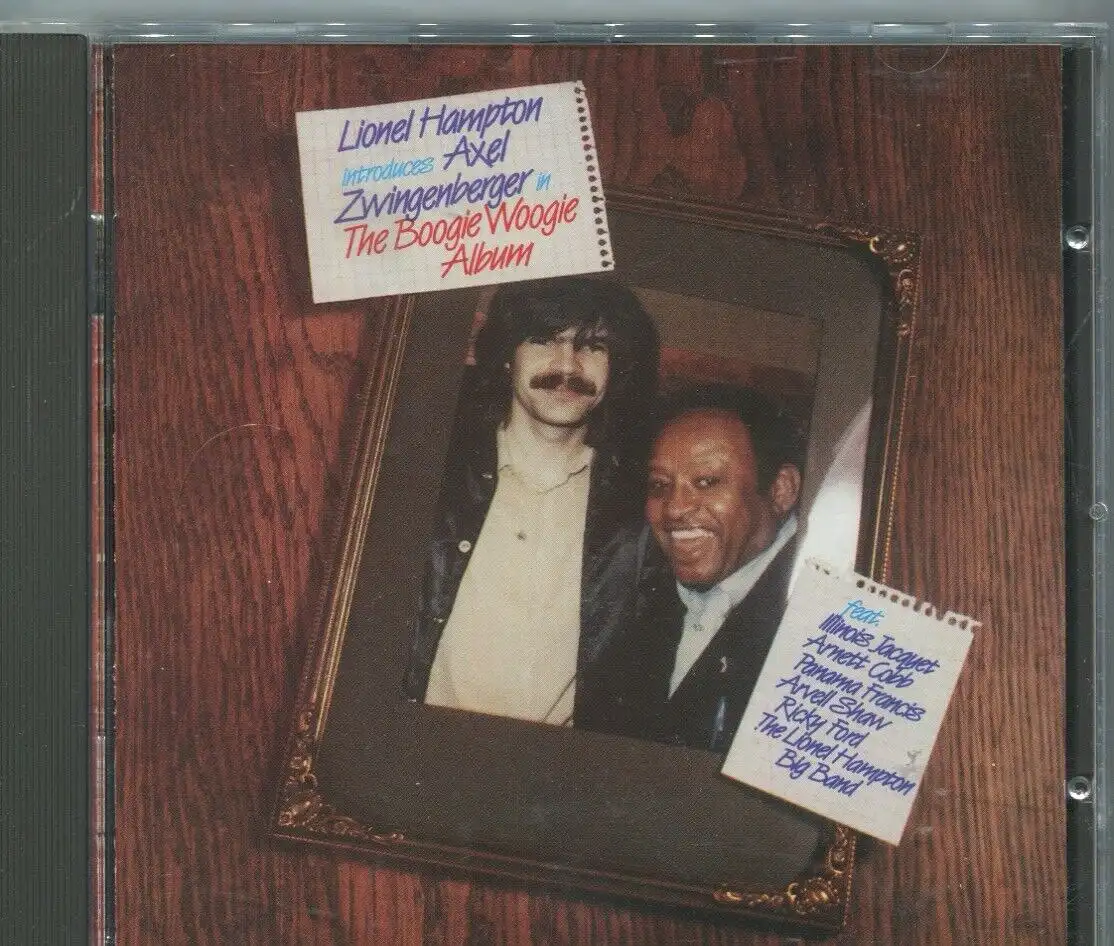 Lionel Hampton
introduces Axel
Zwingenberger in
The Boogie Woogie
Album
feat.
Illinois Jacquet
Arnett Cobb
Panama Francis
Arvell Shaw
Ricky Ford
The Lionel Hampton
Big Band